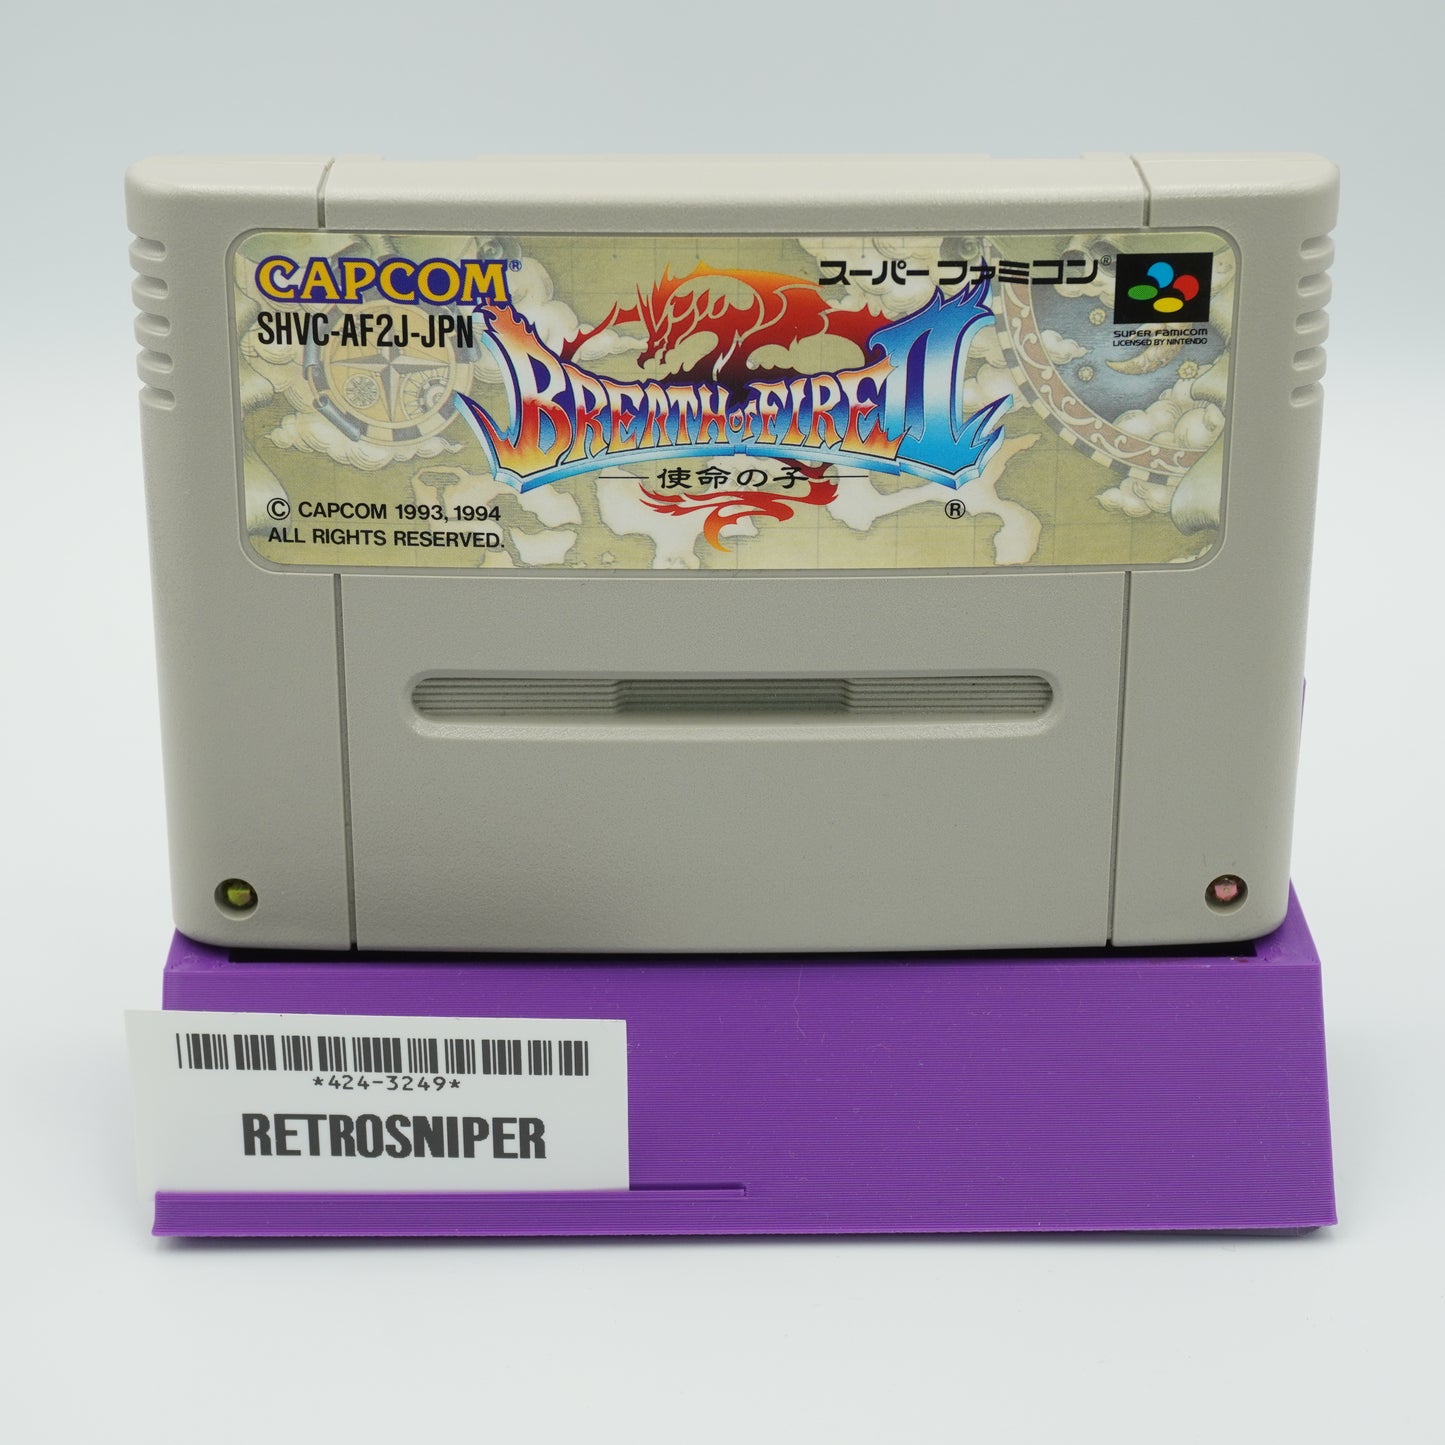 CAPCOM®
SHVC-AF2J-JPN
スーパーファミコン®
SUPER FAMICOM
LICENSED BY NINTENDO
BREATH OF FIRE II
使命の子
®
© CAPCOM 1993, 1994
ALL RIGHTS RESERVED.
*424-3249*
RETROSNIPER